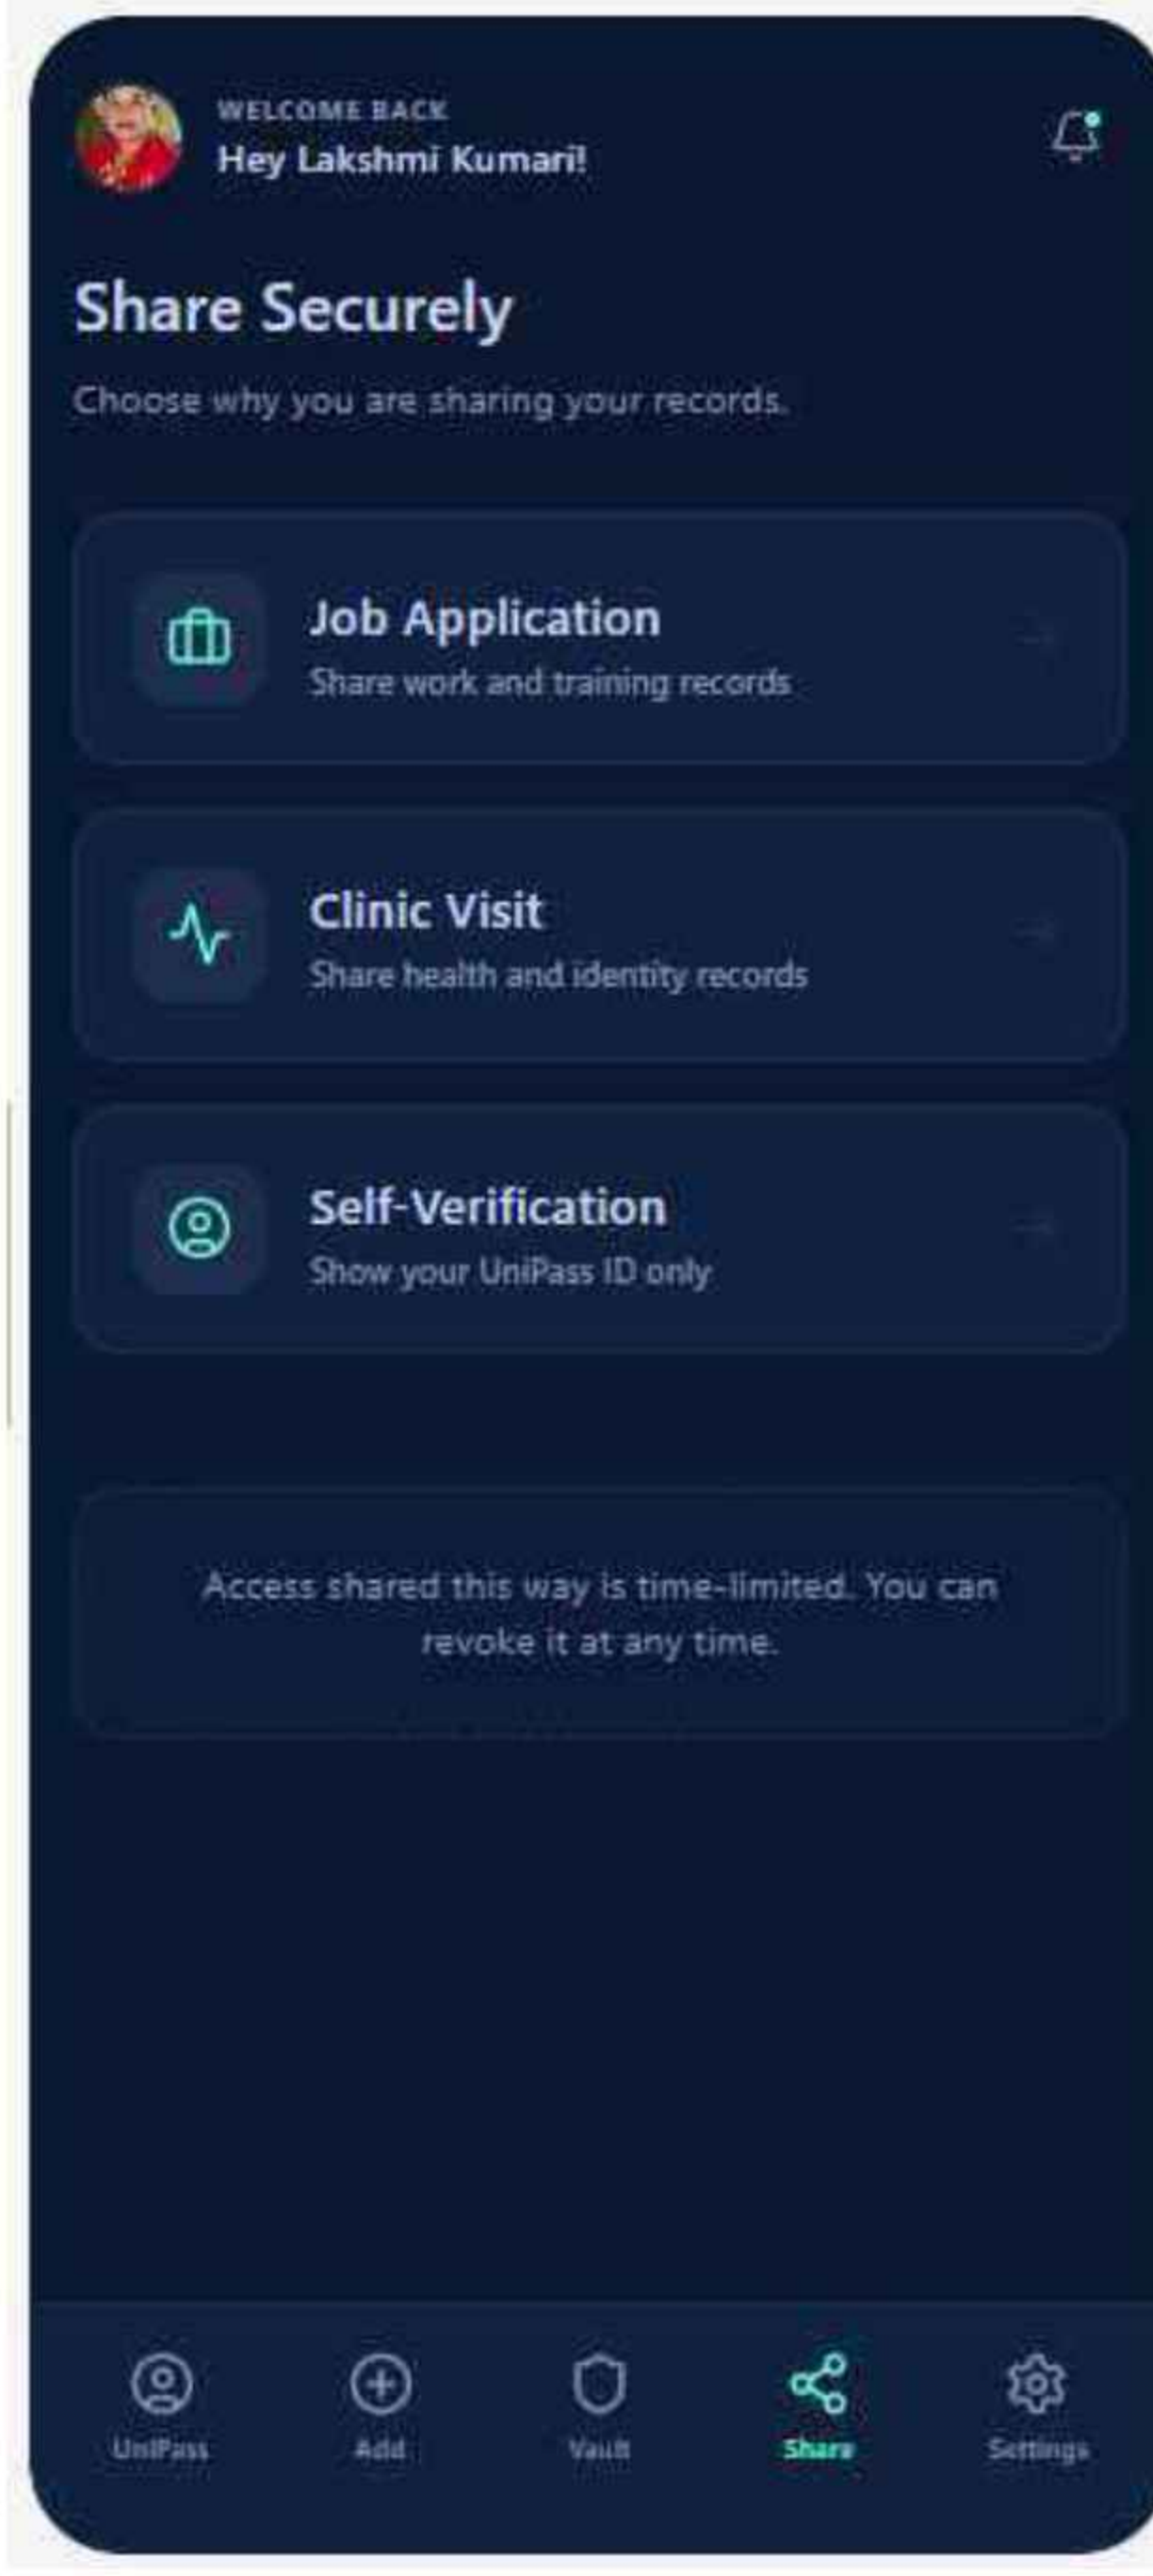 WELCOME BACK
Hey Lakshmi Kumari!
Share Securely
Choose why you are sharing your records.
Job Application
Share work and training records
Clinic Visit
Share health and identity records
Self-Verification
Show your UniPass ID only
Access shared this way is time-limited. You can
revoke it at any time.
UniPass
Add
Vault
Share
Settings